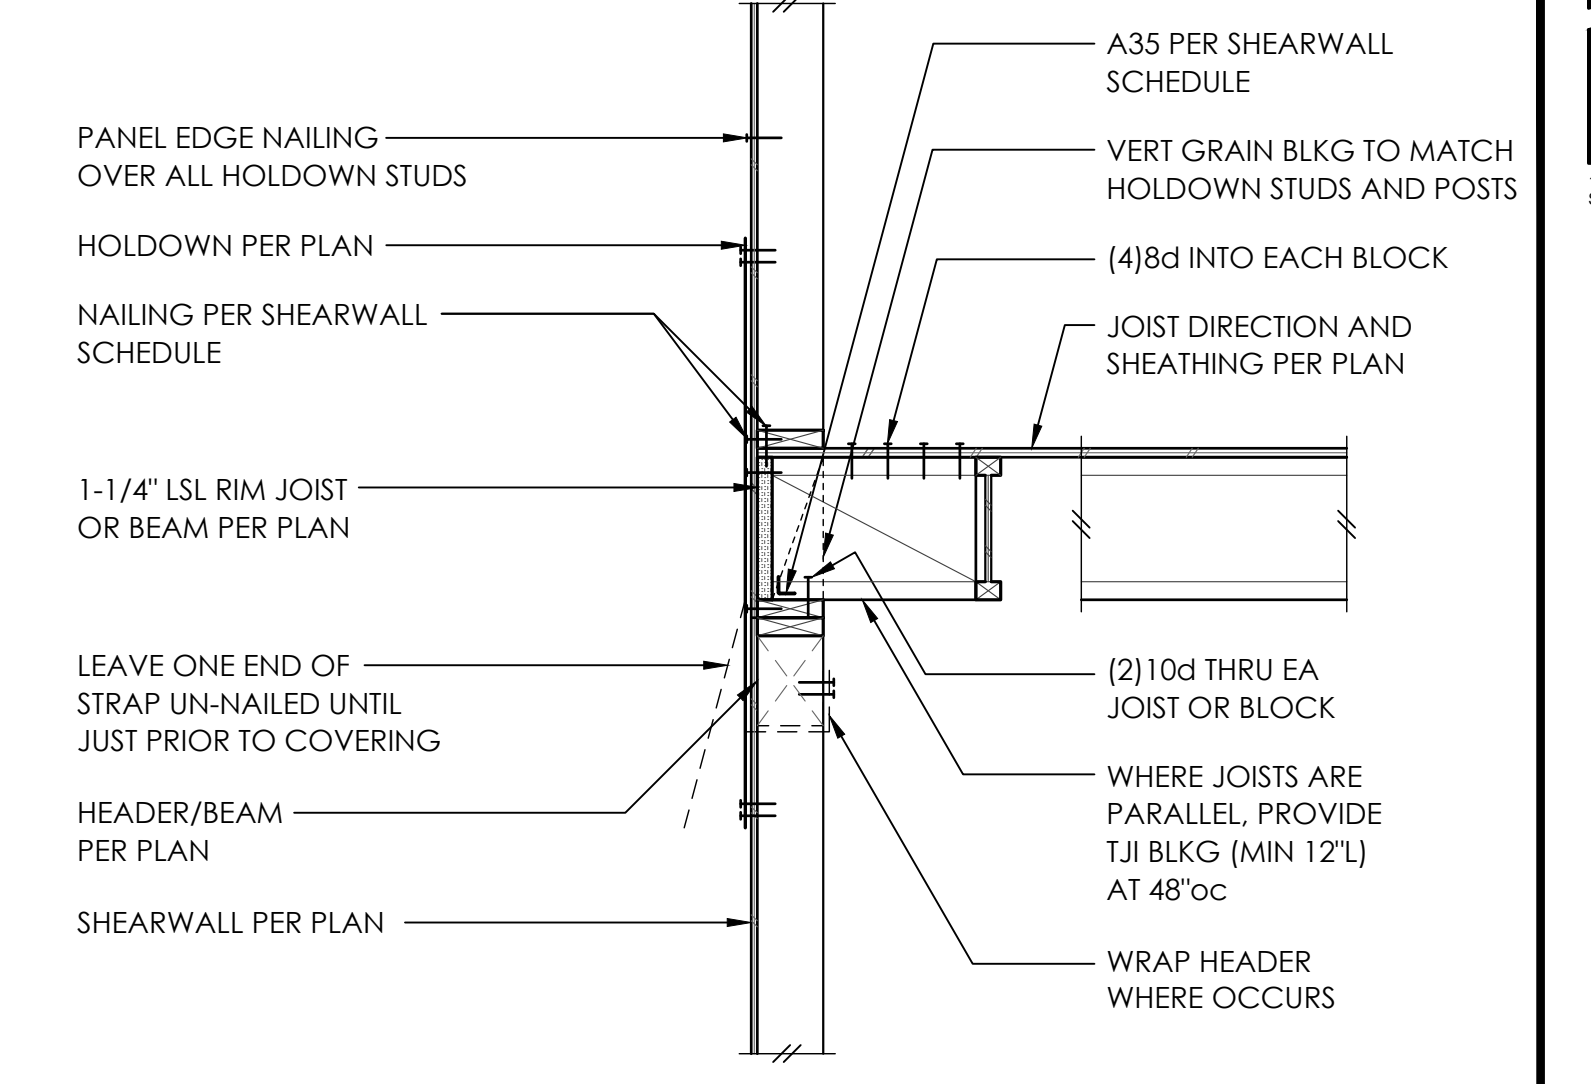 PANEL EDGE NAILING
OVER ALL HOLDOWN STUDS
HOLDOWN PER PLAN
NAILING PER SHEARWALL
SCHEDULE
1-1/4" LSL RIM JOIST
OR BEAM PER PLAN
LEAVE ONE END OF
STRAP UN-NAILED UNTIL
JUST PRIOR TO COVERING
HEADER/BEAM
PER PLAN
SHEARWALL PER PLAN
A35 PER SHEARWALL
SCHEDULE
VERT GRAIN BLKG TO MATCH
HOLDOWN STUDS AND POSTS
(4)8d INTO EACH BLOCK
JOIST DIRECTION AND
SHEATHING PER PLAN
(2)10d THRU EA
JOIST OR BLOCK
WHERE JOISTS ARE
PARALLEL, PROVIDE
TJI BLKG (MIN 12"L)
AT 48"oc
WRAP HEADER
WHERE OCCURS